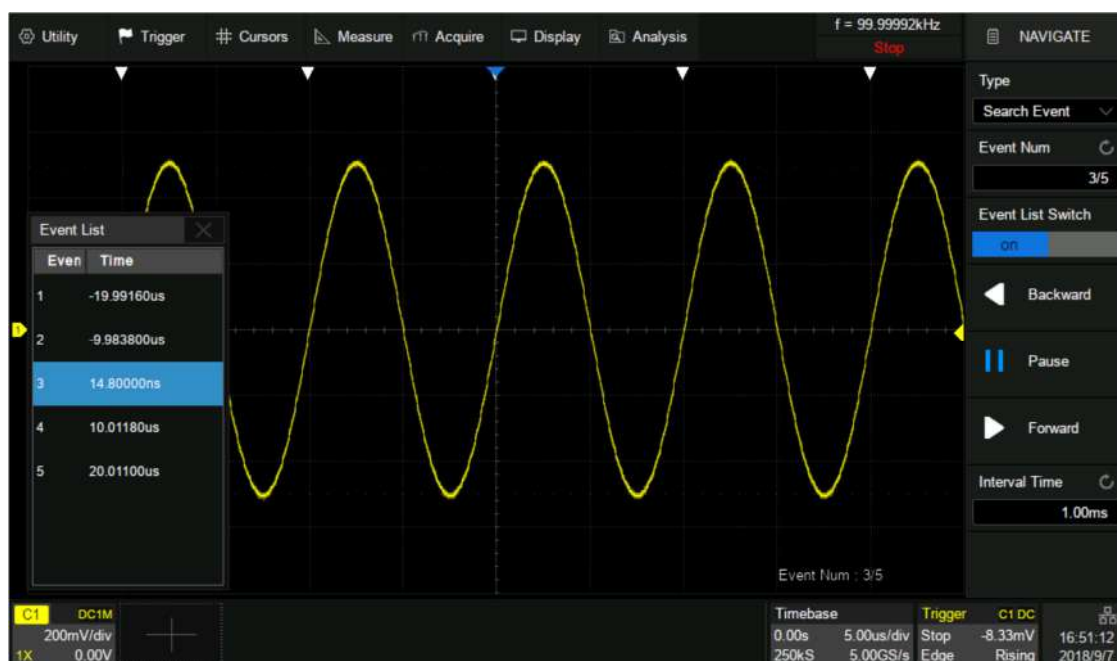 Utility Trigger Cursors Measure Acquire Display Analysis
f = 99.99992kHz
Stop
NAVIGATE
Type
Search Event
Event Num
3/5
Event List Switch
on
Backward
Pause
Forward
Interval Time
1.00ms
Event List
Even Time
1 -19.99160us
2 -9.983800us
3 14.80000ns
4 10.01180us
5 20.01100us
1
Event Num : 3/5
C1 DC1M
200mV/div
1X 0.00V
Timebase
0.00s 5.00us/div
250kS 5.00GS/s
Trigger C1 DC
Stop -8.33mV
Edge Rising
16:51:12
2018/9/7